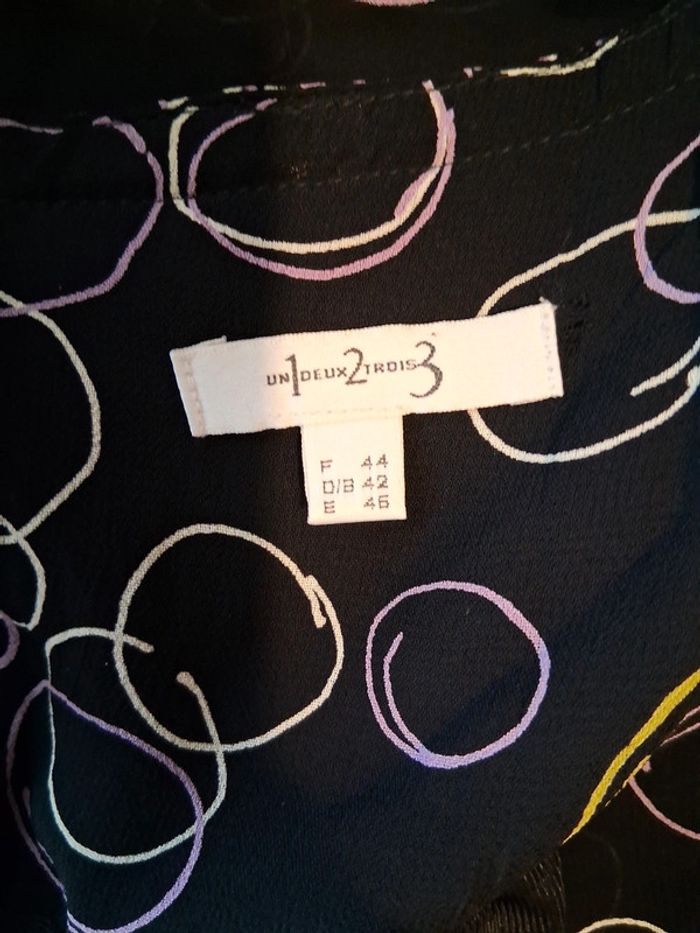 UN1DEUX2TROIS3
F 44
D/B 42
E 46